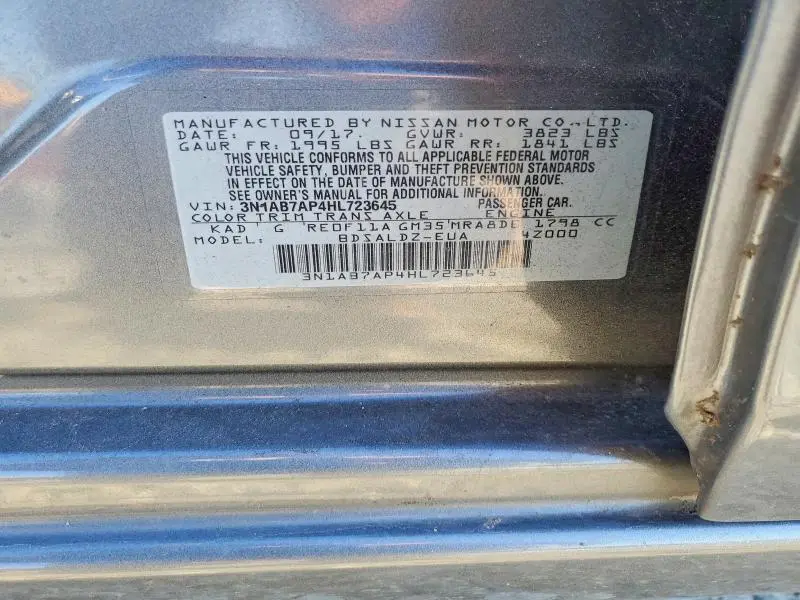 MANUFACTURED BY NISSAN MOTOR CO.,LTD.
DATE: 09/17. GVWR: 3823 LBS
GAWR FR: 1995 LBS GAWR RR: 1841 LBS
THIS VEHICLE CONFORMS TO ALL APPLICABLE FEDERAL MOTOR
VEHICLE SAFETY, BUMPER AND THEFT PREVENTION STANDARDS
IN EFFECT ON THE DATE OF MANUFACTURE SHOWN ABOVE.
SEE OWNER'S MANUAL FOR ADDITIONAL INFORMATION.
VIN: 3N1AB7AP4HL723645 PASSENGER CAR.
COLOR TRIM TRANS AXLE ENGINE
KAD G RE0F11A GM35 MRA8DE 1798 CC
MODEL: BDSALDZ-EUA 4Z000
3N1AB7AP4HL723645